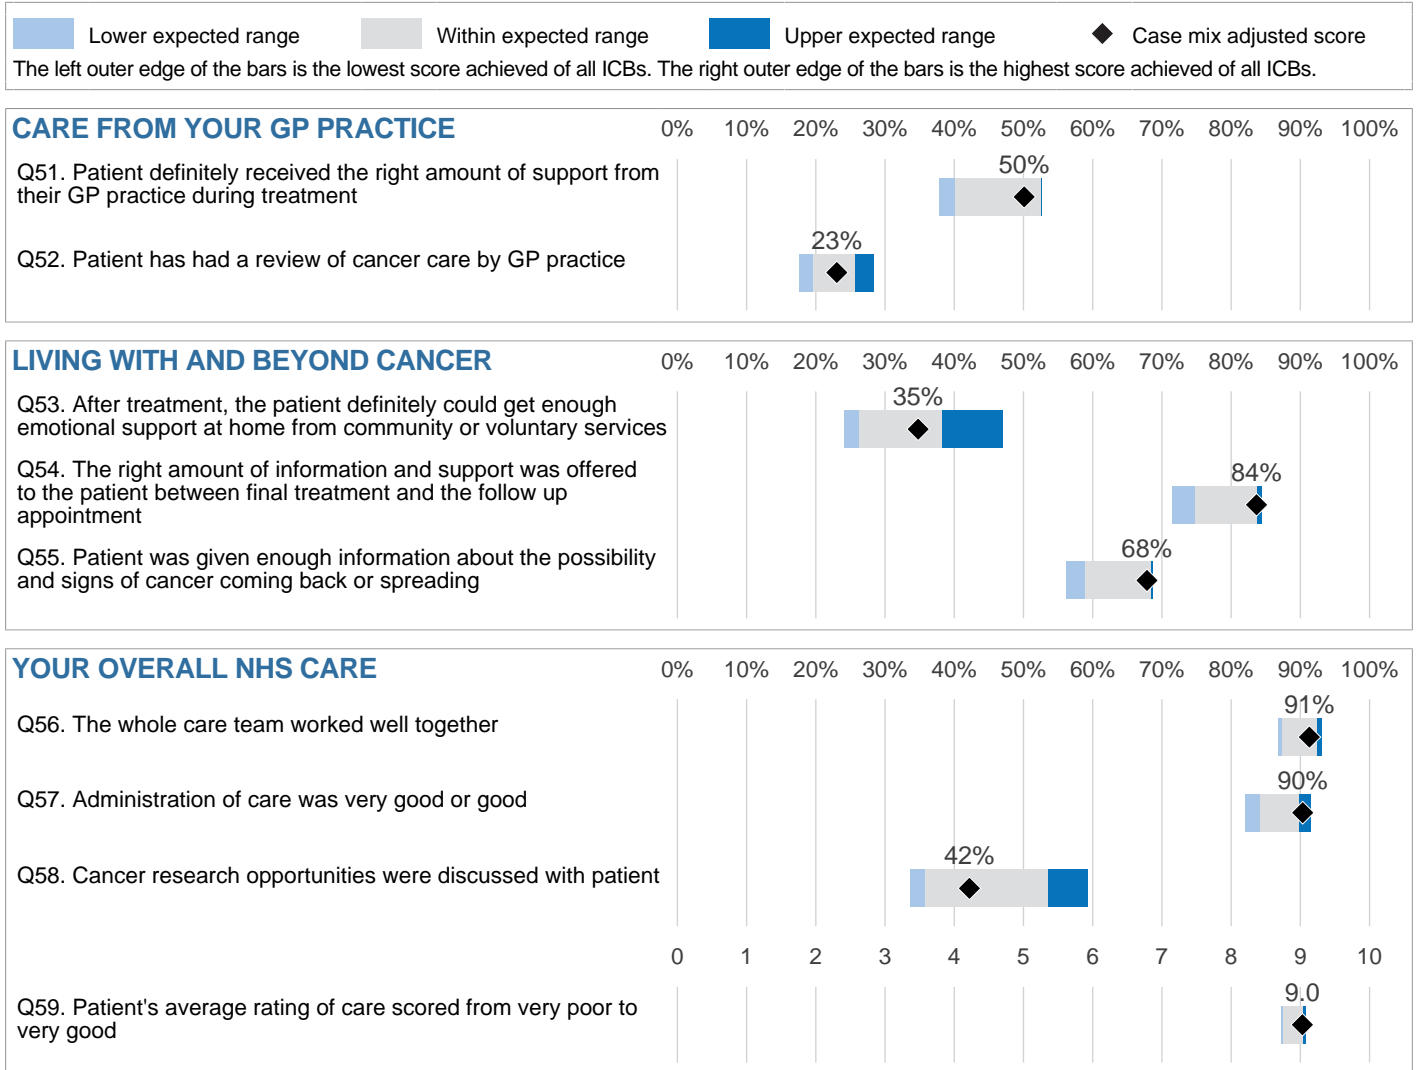 Lower expected range Within expected range Upper expected range Case mix adjusted score
The left outer edge of the bars is the lowest score achieved of all ICBs. The right outer edge of the bars is the highest score achieved of all ICBs.
CARE FROM YOUR GP PRACTICE 0% 10% 20% 30% 40% 50% 60% 70% 80% 90% 100%
50%
Q51. Patient definitely received the right amount of support from
their GP practice during treatment
23%
Q52. Patient has had a review of cancer care by GP practice
LIVING WITH AND BEYOND CANCER 0% 10% 20% 30% 40% 50% 60% 70% 80% 90% 100%
35%
Q53. After treatment, the patient definitely could get enough
emotional support at home from community or voluntary services
84%
Q54. The right amount of information and support was offered
to the patient between final treatment and the follow up
appointment
68%
Q55. Patient was given enough information about the possibility
and signs of cancer coming back or spreading
YOUR OVERALL NHS CARE 0% 10% 20% 30% 40% 50% 60% 70% 80% 90% 100%
91%
Q56. The whole care team worked well together
90%
Q57. Administration of care was very good or good
42%
Q58. Cancer research opportunities were discussed with patient
0 1 2 3 4 5 6 7 8 9 10
9.0
Q59. Patient's average rating of care scored from very poor to
very good